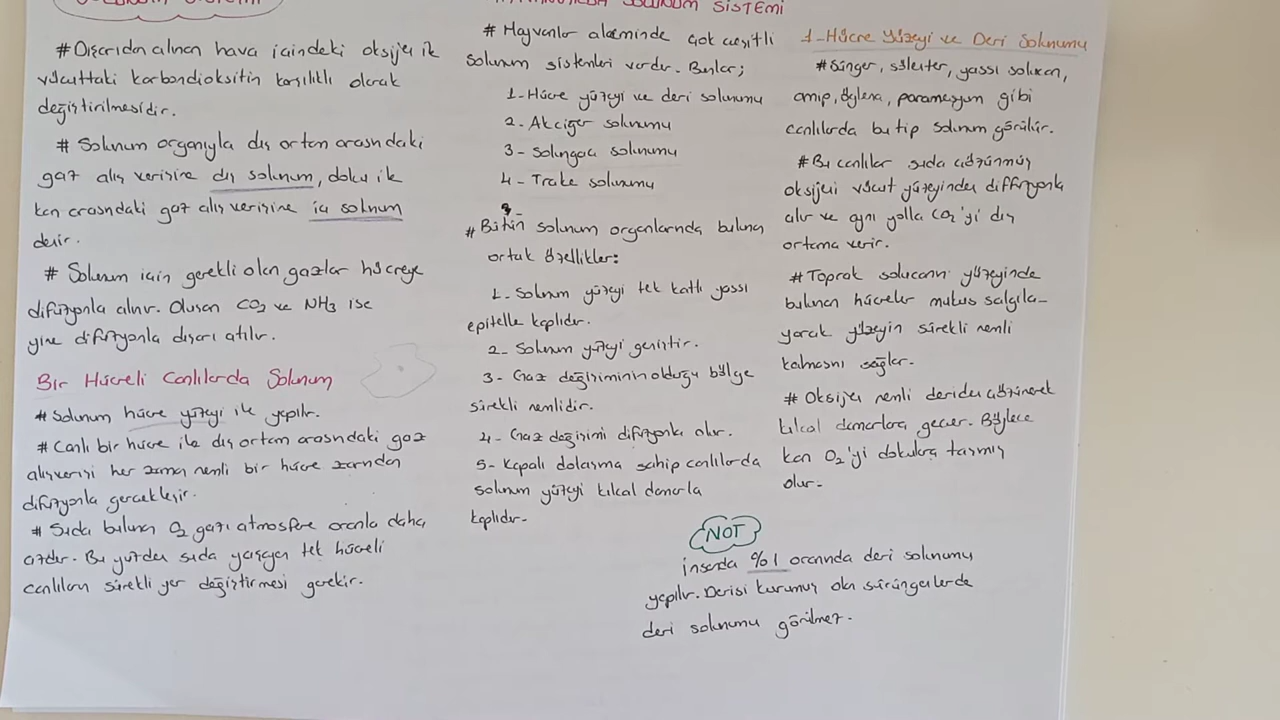 # Dışarıdan alınan hava içindeki oksijen ile
vücuttaki karbondioksitin karşılıklı olarak
değiştirilmesidir.
# Solunum organıyla dış ortam arasındaki
gaz alış verişine dış solunum, doku ile
kan arasındaki gaz alış verişine iç solunum
denir.
# Solunum için gerekli olan gazlar hücreye
difüzyonla alınır. Oluşan CO₂ ve NH₃ ise
yine difüzyonla dışarı atılır.
Bir Hücreli Canlılarda Solunum
# Solunum hücre yüzeyi ile yapılır.
# Canlı bir hücre ile dış ortam arasındaki gaz
alışverişi her zaman nemli bir hücre zarından
difüzyonla gerçekleşir.
# Suda bulunan O₂ gazı atmosfere oranla daha
azdır. Bu yüzden suda yaşayan tek hücreli
canlıların sürekli yer değiştirmesi gerekir.
SOLUNUM SİSTEMİ
# Hayvanlar aleminde çok çeşitli
solunum sistemleri vardır. Bunlar;
1- Hücre yüzeyi ve deri solunumu
2- Akciğer solunumu
3- Solungaç solunumu
4- Trake solunumu
# Bütün solunum organlarında bulunan
ortak özellikler:
1- Solunum yüzeyi tek katlı yassı
epitelle kaplıdır.
2- Solunum yüzeyi geniştir.
3- Gaz değişiminin olduğu bölge
sürekli nemlidir.
4- Gaz değişimi difüzyonla olur.
5- Kapalı dolaşıma sahip canlılarda
solunum yüzeyi kılcal damarla
kaplıdır.
1-Hücre Yüzeyi ve Deri Solunumu
# Sünger, sölenter, yassı solucan,
amip, öglena, paramesyum gibi
canlılarda bu tip solunum görülür.
# Bu canlılar suda çözünmüş
oksijeni vücut yüzeyinden difüzyonla
alır ve aynı yolla CO₂'yi dış
ortama verir.
# Toprak solucanın yüzeyinde
bulunan hücreler mukus salgıla-
yarak yüzeyin sürekli nemli
kalmasını sağlar.
# Oksijen nemli deriden çözünerek
kılcal damarlara geçer. Böylece
kan O₂'yi dokulara taşımış
olur.
NOT
İnsanda %1 oranında deri solunumu
yapılır. Derisi kurumuş olan sürüngenlerde
deri solunumu görülmez.